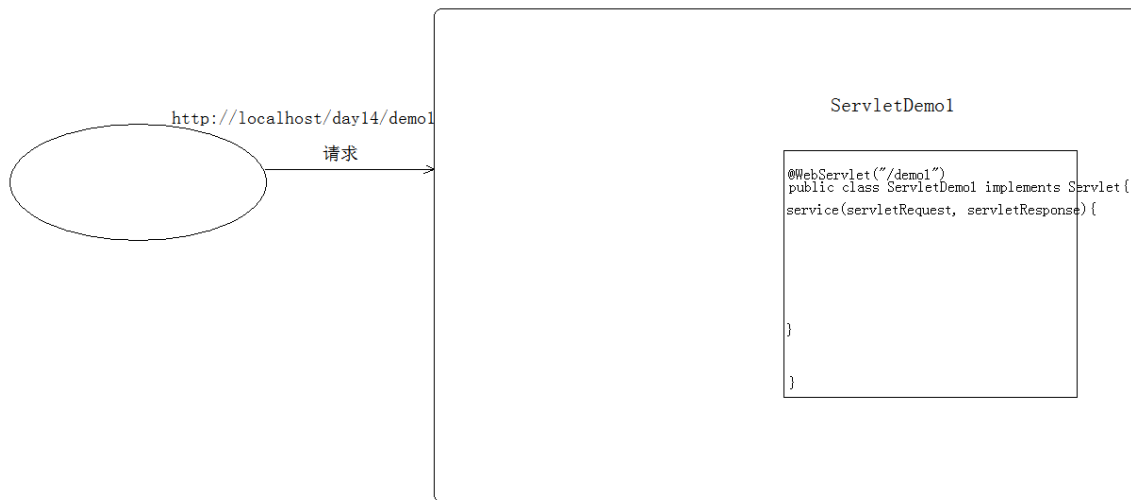 http://localhost/day14/demo1
请求
ServletDemo1
@WebServlet("/demo1")
public class ServletDemo1 implements Servlet{
service(servletRequest, servletResponse){
}
}